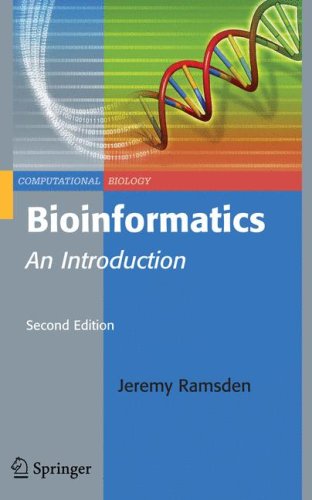 COMPUTATIONAL BIOLOGY
Bioinformatics
An Introduction
Second Edition
Jeremy Ramsden
Springer